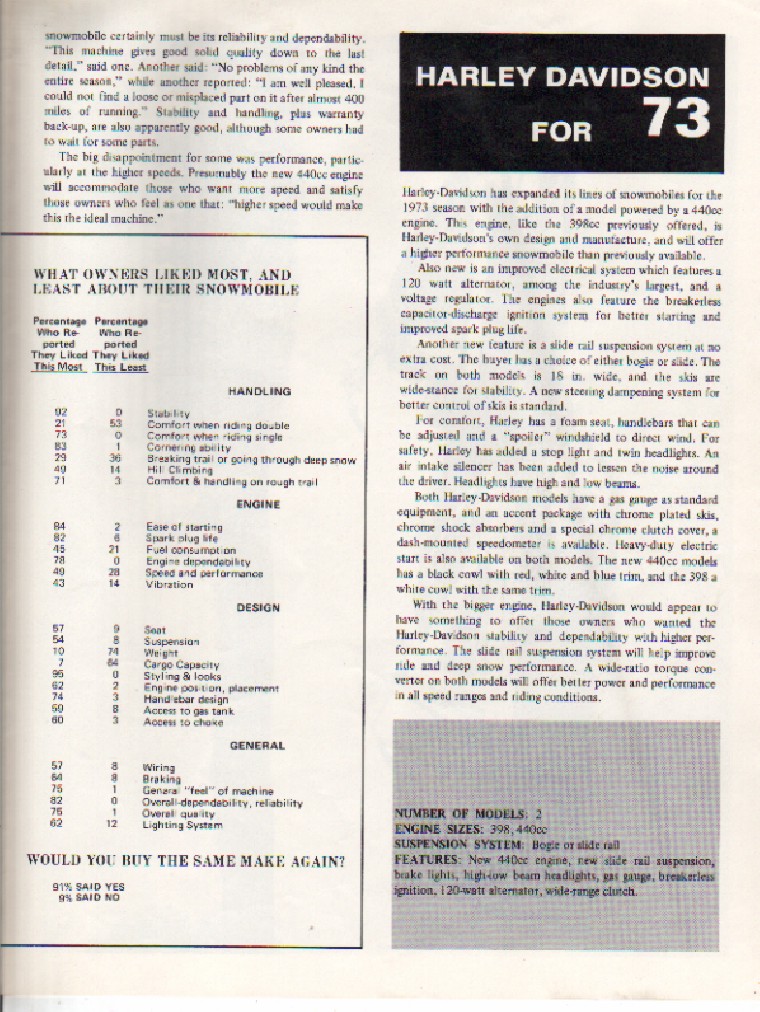 snowmobile certainly must be its reliability and dependability.
"This machine gives good solid quality down to the last
detail," said one. Another said: "No problems of any kind the
entire season," while another reported: "I am well pleased. I
could not find a loose or misplaced part on it after almost 400
miles of running." Stability and handling, plus warranty
back-up, are also apparently good, although some owners had
to wait for some parts.
The big disappointment for some was performance, partic-
ularly at the higher speeds. Presumably the new 440cc engine
will accommodate those who want more speed and satisfy
those owners who feel as one that: "higher speed would make
this the ideal machine."
WHAT OWNERS LIKED MOST, AND
LEAST ABOUT THEIR SNOWMOBILE
Percentage Percentage
Who Re- Who Re-
ported ported
They Liked They Liked
This Most This Least
HANDLING
92 0 Stability
21 53 Comfort when riding double
73 0 Comfort when riding single
83 1 Cornering ability
29 36 Breaking trail or going through deep snow
49 14 Hill Climbing
71 3 Comfort & handling on rough trail
ENGINE
84 2 Ease of starting
82 6 Spark plug life
45 21 Fuel consumption
78 0 Engine dependability
49 28 Speed and performance
43 14 Vibration
DESIGN
57 9 Seat
54 8 Suspension
10 74 Weight
7 64 Cargo Capacity
95 0 Styling & looks
62 2 Engine position, placement
74 3 Handlebar design
59 8 Access to gas tank
60 3 Access to choke
GENERAL
57 8 Wiring
64 8 Braking
75 1 General "feel" of machine
82 0 Overall-dependability, reliability
75 1 Overall quality
62 12 Lighting System
WOULD YOU BUY THE SAME MAKE AGAIN?
91% SAID YES
9% SAID NO
HARLEY DAVIDSON
FOR 73
Harley-Davidson has expanded its lines of snowmobiles for the
1973 season with the addition of a model powered by a 440cc
engine. This engine, like the 398cc previously offered, is
Harley-Davidson's own design and manufacture, and will offer
a higher performance snowmobile than previously available.
Also new is an improved electrical system which features a
120 watt alternator, among the industry's largest, and a
voltage regulator. The engines also feature the breakerless
capacitor-discharge ignition system for better starting and
improved spark plug life.
Another new feature is a slide rail suspension system at no
extra cost. The buyer has a choice of either bogie or slide. The
track on both models is 18 in. wide, and the skis are
wide-stance for stability. A new steering dampening system for
better control of skis is standard.
For comfort, Harley has a foam seat, handlebars that can
be adjusted and a "spoiler" windshield to direct wind. For
safety, Harley has added a stop light and twin headlights. An
air intake silencer has been added to lessen the noise around
the driver. Headlights have high and low beams.
Both Harley-Davidson models have a gas gauge as standard
equipment, and an accent package with chrome plated skis,
chrome shock absorbers and a special chrome clutch cover, a
dash-mounted speedometer is available. Heavy-duty electric
start is also available on both models. The new 440cc models
has a black cowl with red, white and blue trim, and the 398 a
white cowl with the same trim.
With the bigger engine, Harley-Davidson would appear to
have something to offer those owners who wanted the
Harley-Davidson stability and dependability with higher per-
formance. The slide rail suspension system will help improve
ride and deep snow performance. A wide-ratio torque con-
verter on both models will offer better power and performance
in all speed ranges and riding conditions.
NUMBER OF MODELS: 2
ENGINE SIZES: 398, 440cc
SUSPENSION SYSTEM: Bogie or slide rail
FEATURES: New 440cc engine, new slide rail suspension,
brake lights, high-low beam headlights, gas gauge, breakerless
ignition, 120-watt alternator, wide-range clutch.